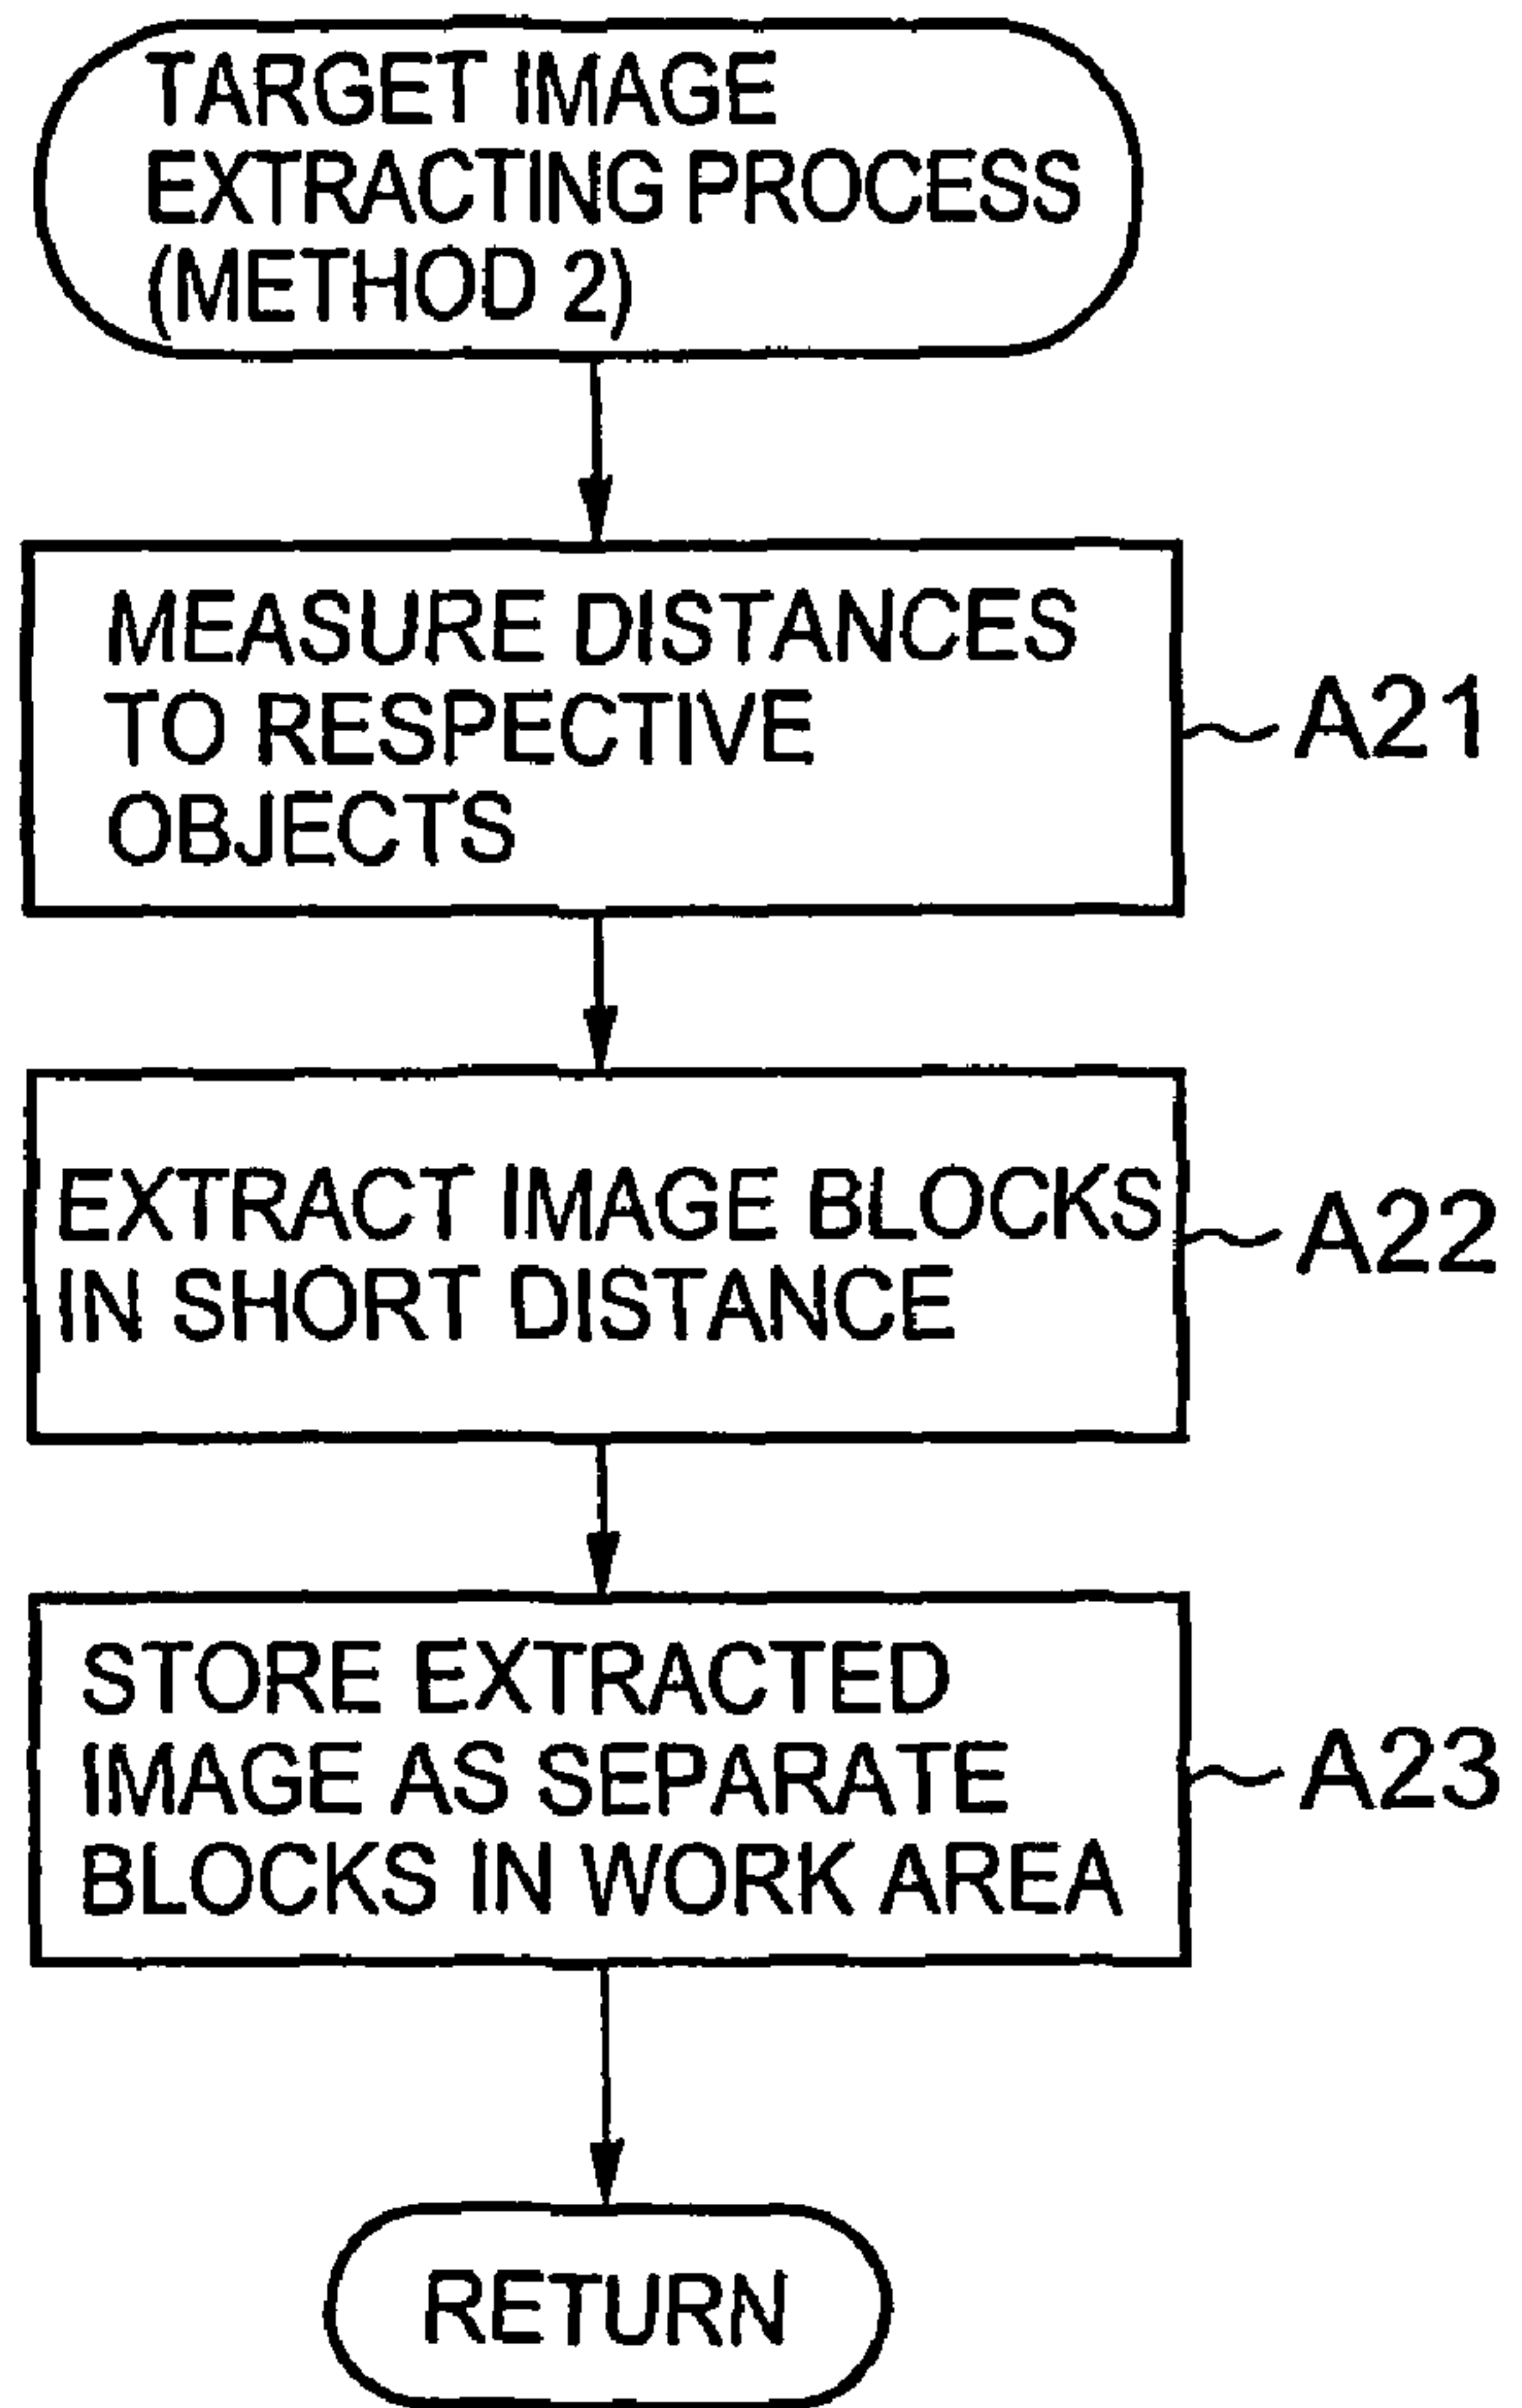 TARGET IMAGE
EXTRACTING PROCESS
(METHOD 2)
MEASURE DISTANCES
TO RESPECTIVE
OBJECTS
A21
EXTRACT IMAGE BLOCKS
IN SHORT DISTANCE
A22
STORE EXTRACTED
IMAGE AS SEPARATE
BLOCKS IN WORK AREA
A23
RETURN